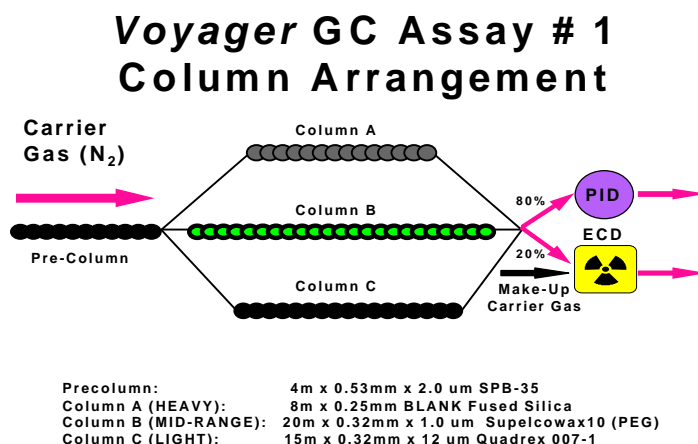 Voyager GC Assay # 1
Column Arrangement
Carrier
Gas (N2)
Column A
Column B
Column C
Pre-Column
80%
20%
PID
ECD
Make-Up
Carrier Gas
Precolumn: 4m x 0.53mm x 2.0 um SPB-35
Column A (HEAVY): 8m x 0.25mm BLANK Fused Silica
Column B (MID-RANGE): 20m x 0.32mm x 1.0 um Supelcowax10 (PEG)
Column C (LIGHT): 15m x 0.32mm x 12 um Quadrex 007-1